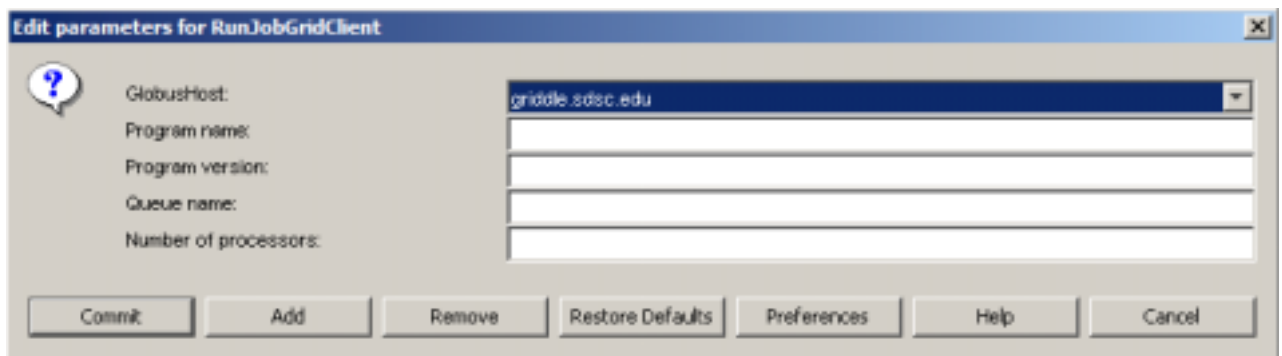 Edit parameters for RunJobGridClient
?
GlobusHost: griddle.sdsc.edu
Program name:
Program version:
Queue name:
Number of processors:
Commit Add Remove Restore Defaults Preferences Help Cancel